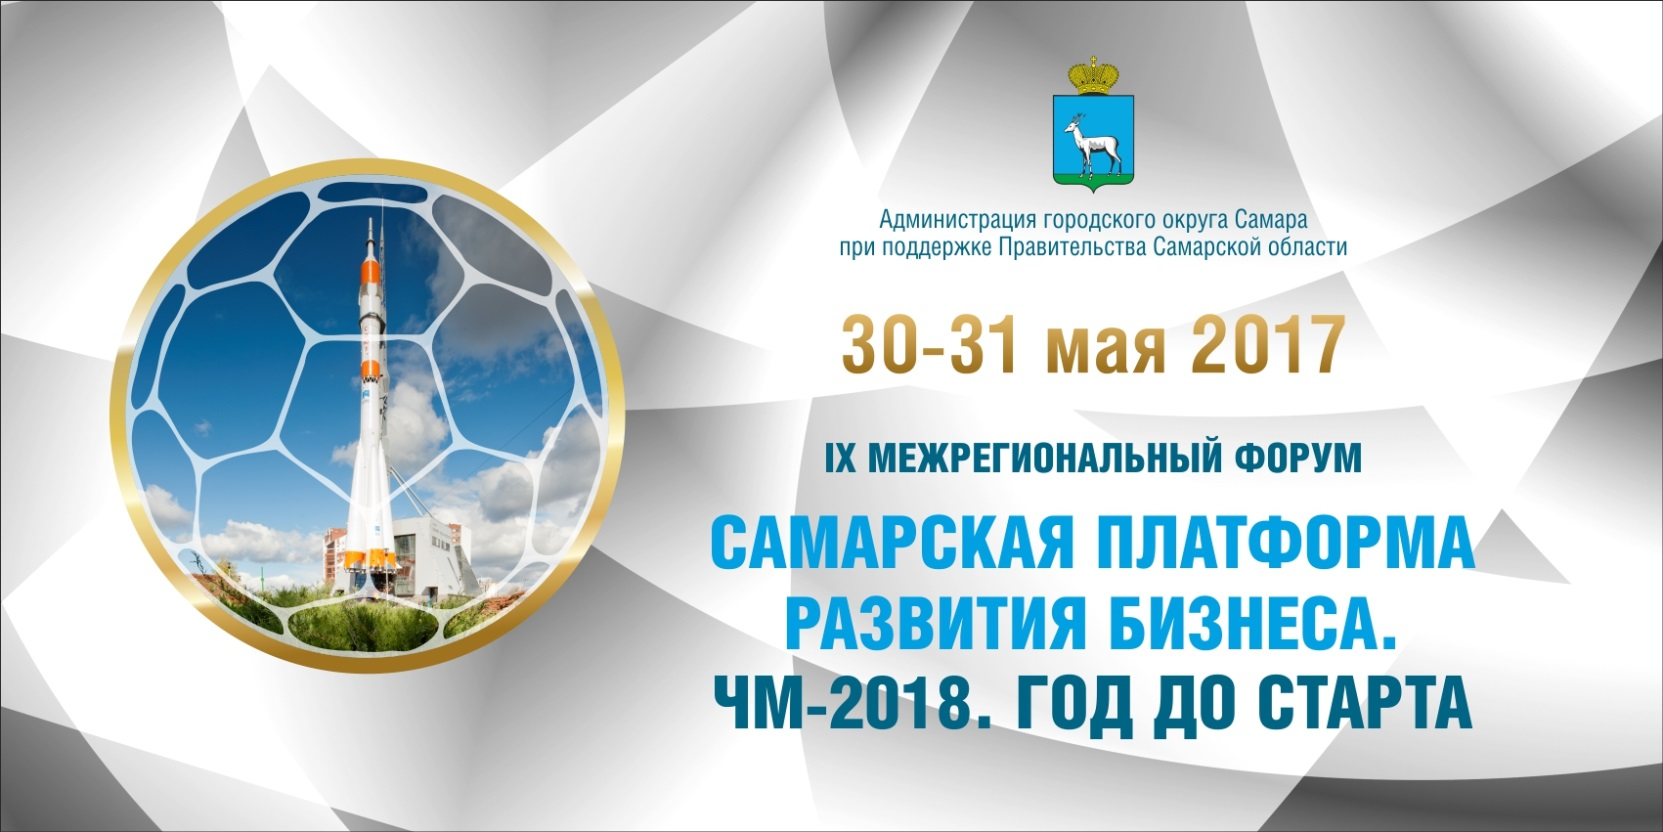 Администрация городского округа Самара
при поддержке Правительства Самарской области
30-31 мая 2017
IX МЕЖРЕГИОНАЛЬНЫЙ ФОРУМ
САМАРСКАЯ ПЛАТФОРМА
РАЗВИТИЯ БИЗНЕСА.
ЧМ-2018. ГОД ДО СТАРТА